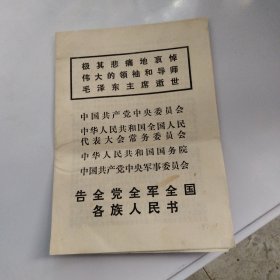 极其悲痛地哀悼
伟大的领袖和导师
毛泽东主席逝世
中国共产党中央委员会
中华人民共和国全国人民
代表大会常务委员会
中华人民共和国国务院
中国共产党中央军事委员会
告全党全军全国
各族人民书